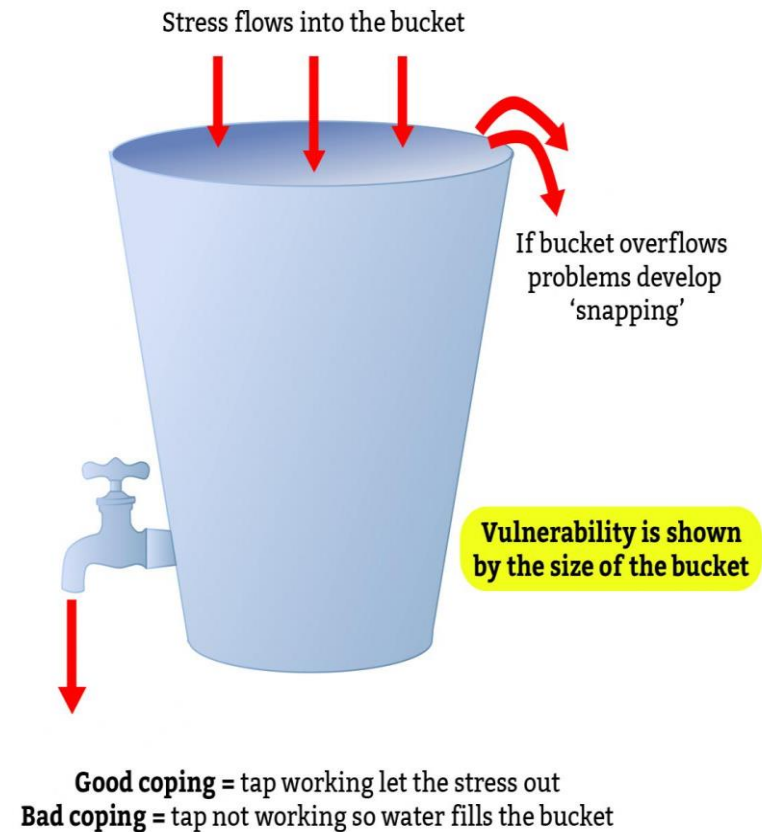 Stress flows into the bucket
If bucket overflows
problems develop
‘snapping’
Vulnerability is shown
by the size of the bucket
Good coping = tap working let the stress out
Bad coping = tap not working so water fills the bucket